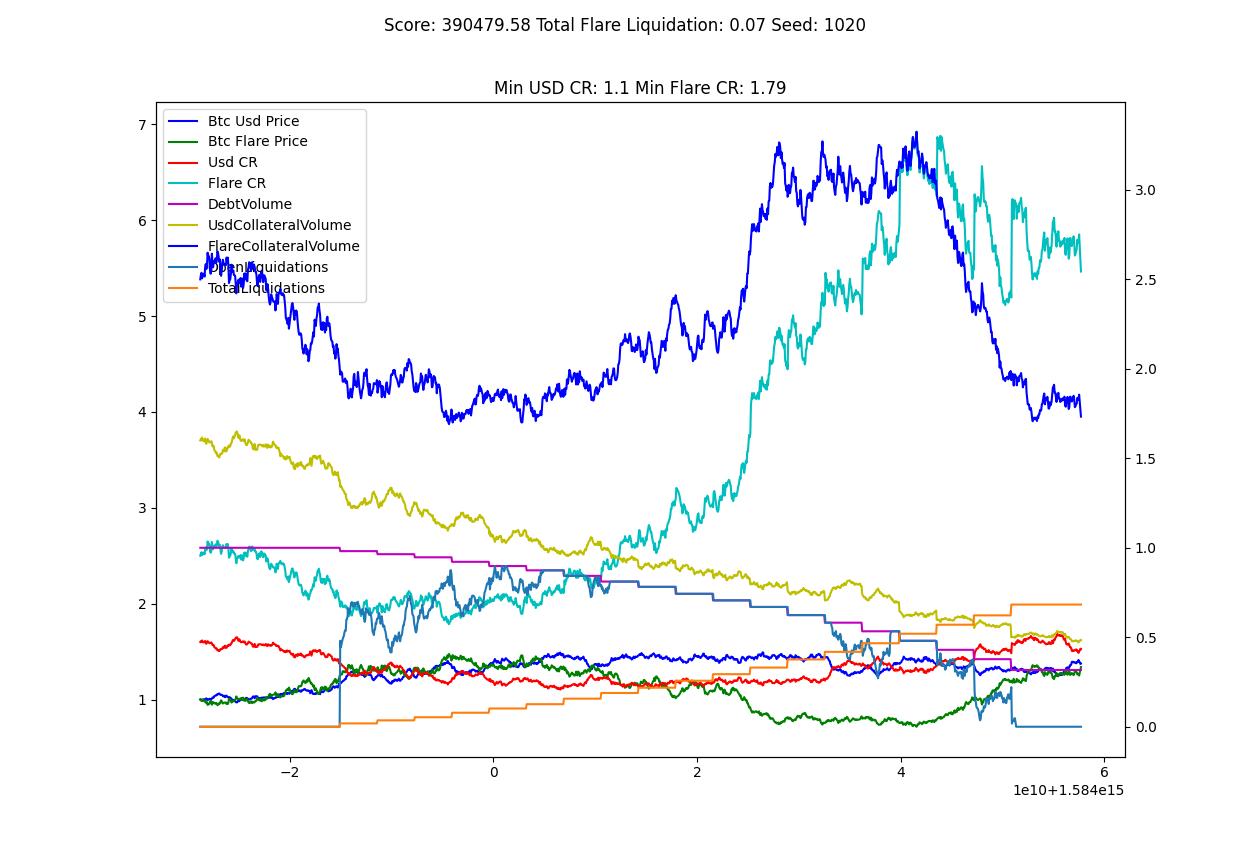 Score: 390479.58 Total Flare Liquidation: 0.07 Seed: 1020
Min USD CR: 1.1 Min Flare CR: 1.79
Btc Usd Price
Btc Flare Price
Usd CR
Flare CR
DebtVolume
UsdCollateralVolume
FlareCollateralVolume
OpenLiquidations
TotalLiquidations
7
6
5
4
3
2
1
3.0
2.5
2.0
1.5
1.0
0.5
0.0
−2 0 2 4 6
1e10+1.584e15